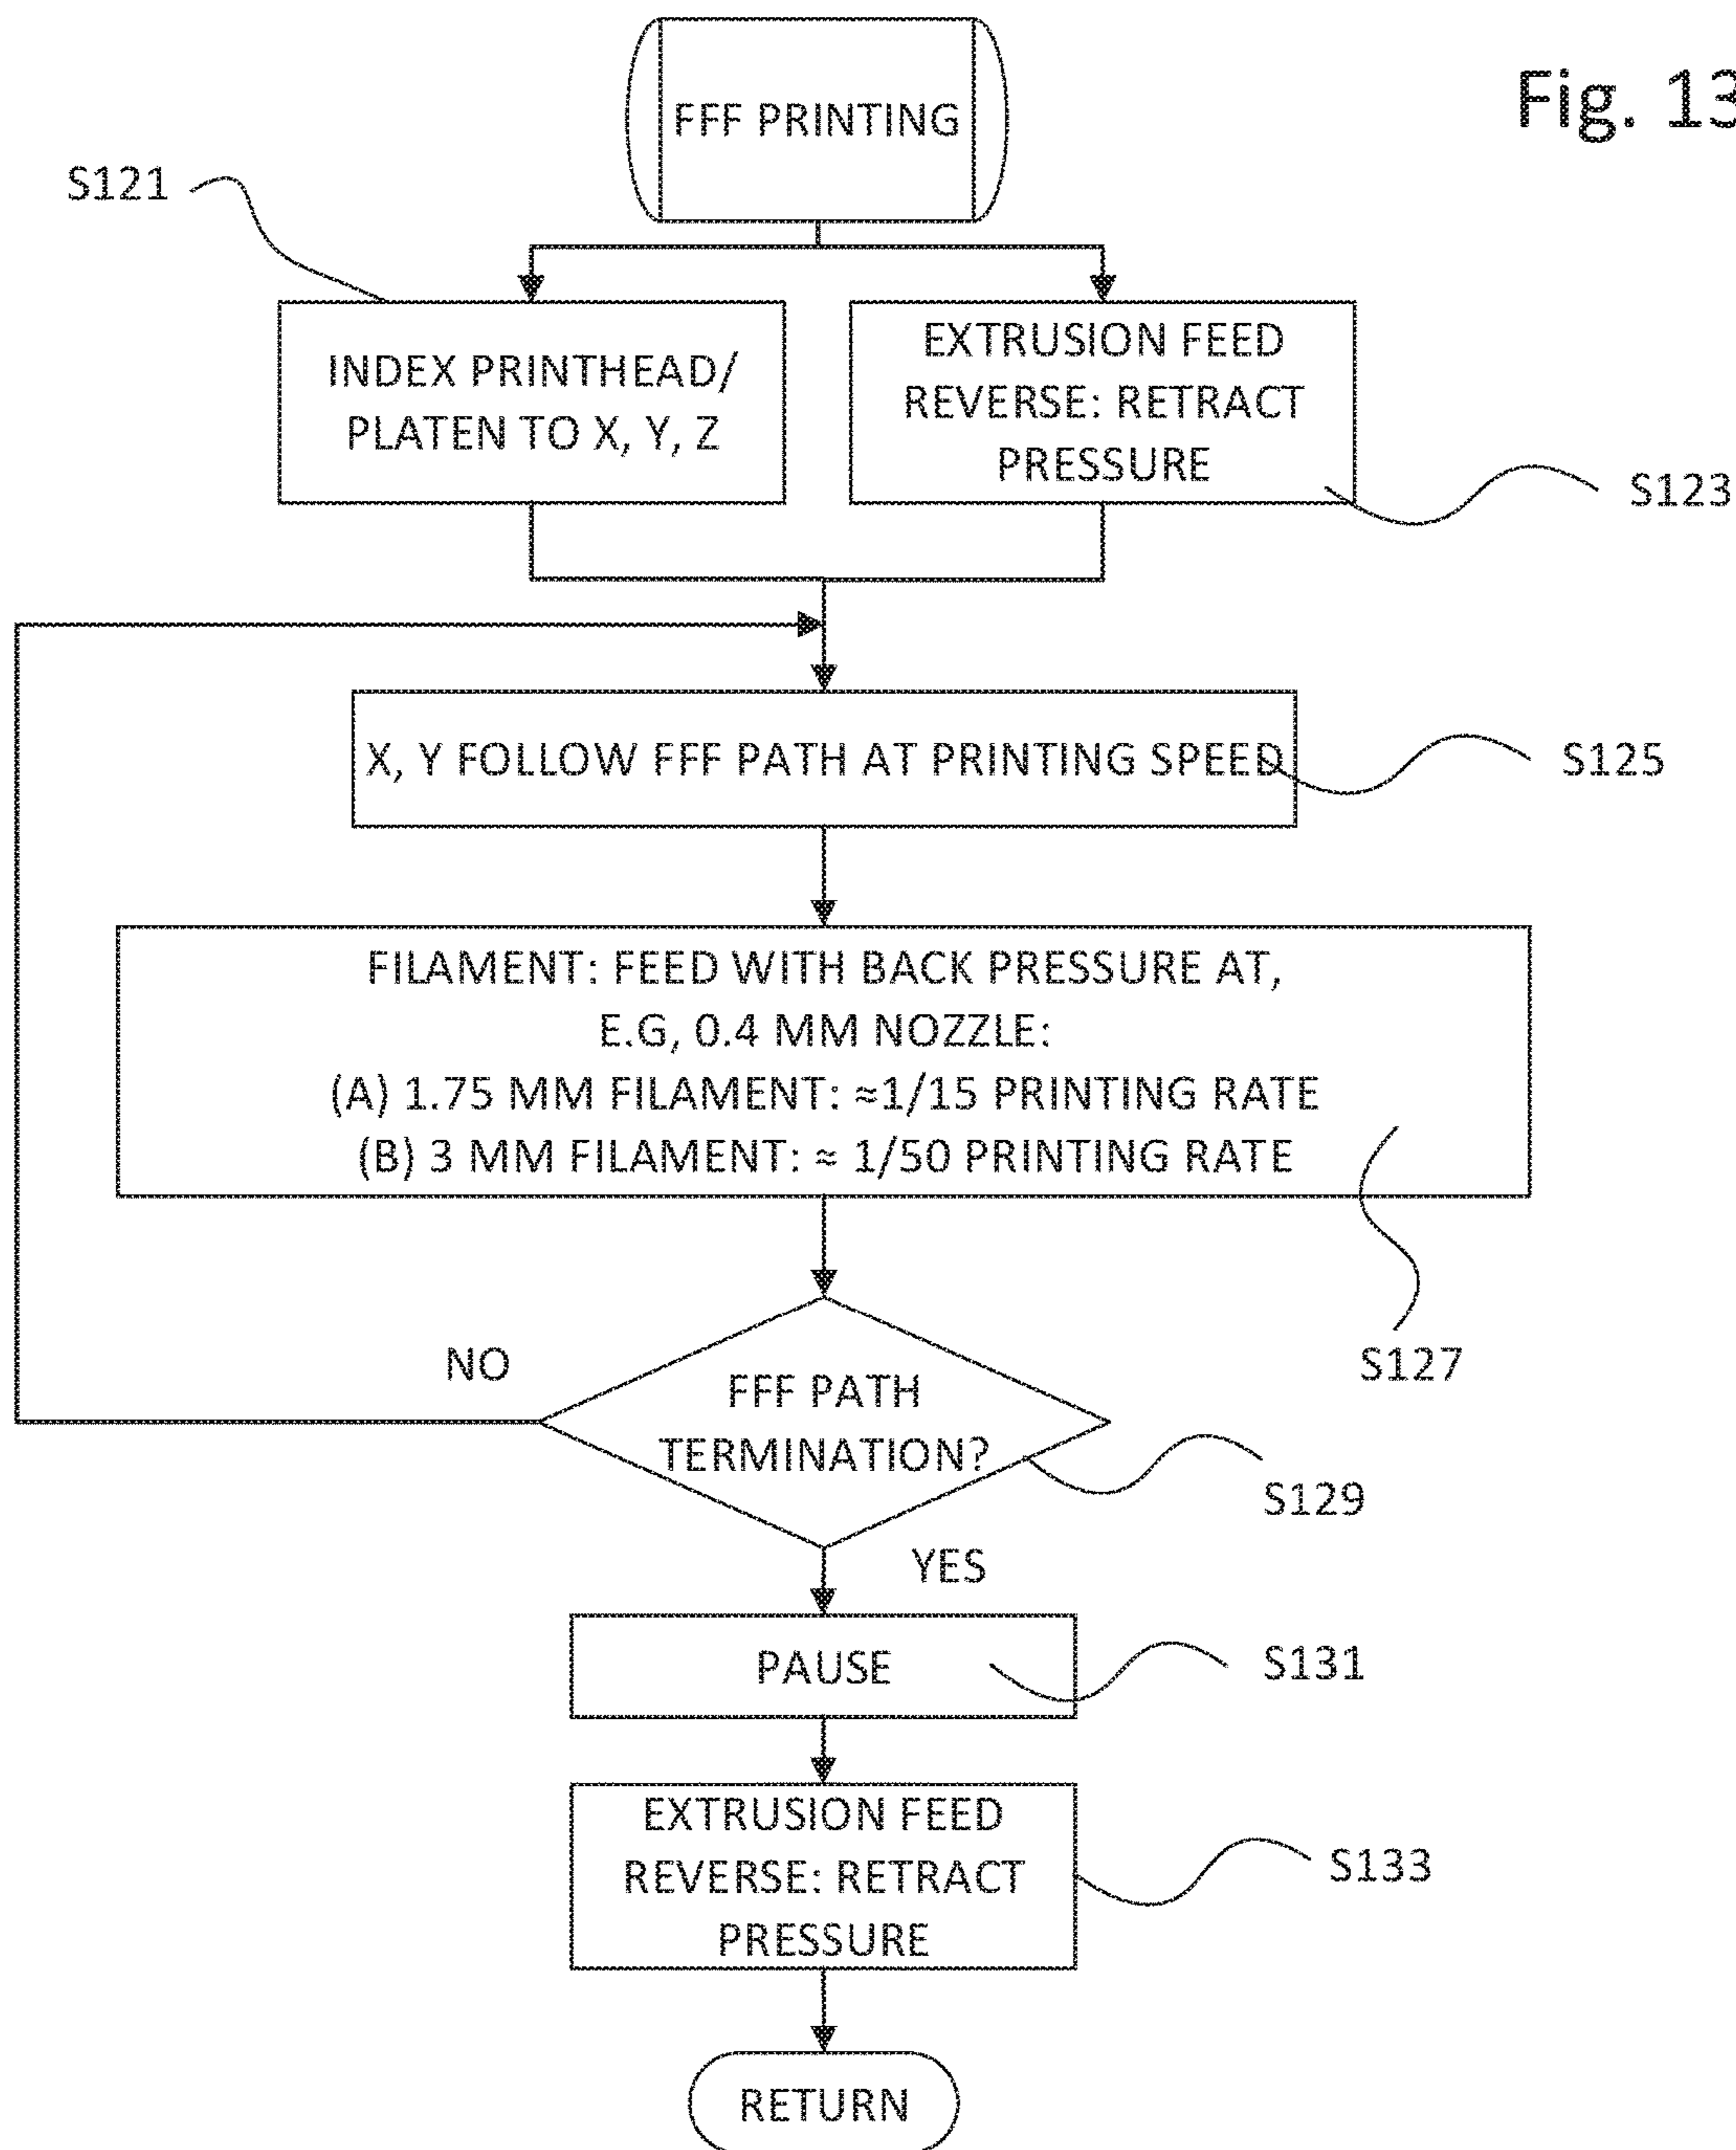 Fig. 13
FFF PRINTING
S121
INDEX PRINTHEAD/
PLATEN TO X, Y, Z
EXTRUSION FEED
REVERSE: RETRACT
PRESSURE
S123
X, Y FOLLOW FFF PATH AT PRINTING SPEED
S125
FILAMENT: FEED WITH BACK PRESSURE AT,
E.G, 0.4 MM NOZZLE:
(A) 1.75 MM FILAMENT: ≈1/15 PRINTING RATE
(B) 3 MM FILAMENT: ≈ 1/50 PRINTING RATE
S127
NO
FFF PATH
TERMINATION?
S129
YES
PAUSE
S131
EXTRUSION FEED
REVERSE: RETRACT
PRESSURE
S133
RETURN